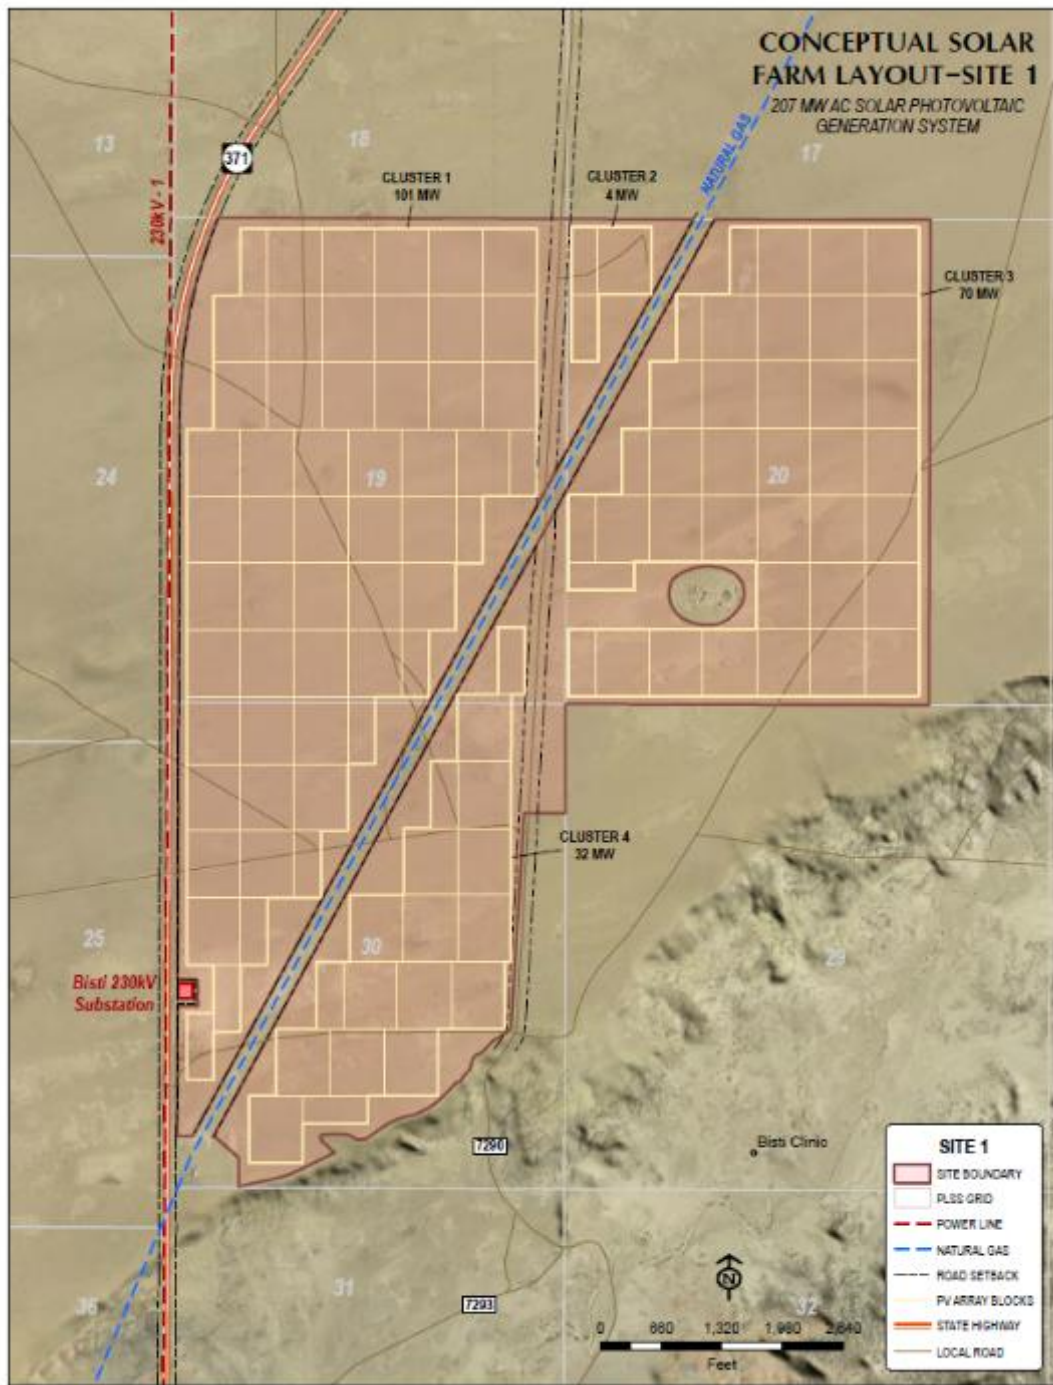 CONCEPTUAL SOLAR
FARM LAYOUT–SITE 1
207 MW AC SOLAR PHOTOVOLTAIC
GENERATION SYSTEM
13
18
17
371
230kV - 1
NATURAL GAS
CLUSTER 1
101 MW
CLUSTER 2
4 MW
CLUSTER 3
70 MW
24
19
20
CLUSTER 4
32 MW
25
30
29
Bisti 230kV
Substation
7290
Bisti Clinic
31
7293
36
32
N
0 660 1,320 1,980 2,640
Feet
SITE 1
SITE BOUNDARY
PLSS GRID
POWER LINE
NATURAL GAS
ROAD SETBACK
PV ARRAY BLOCKS
STATE HIGHWAY
LOCAL ROAD